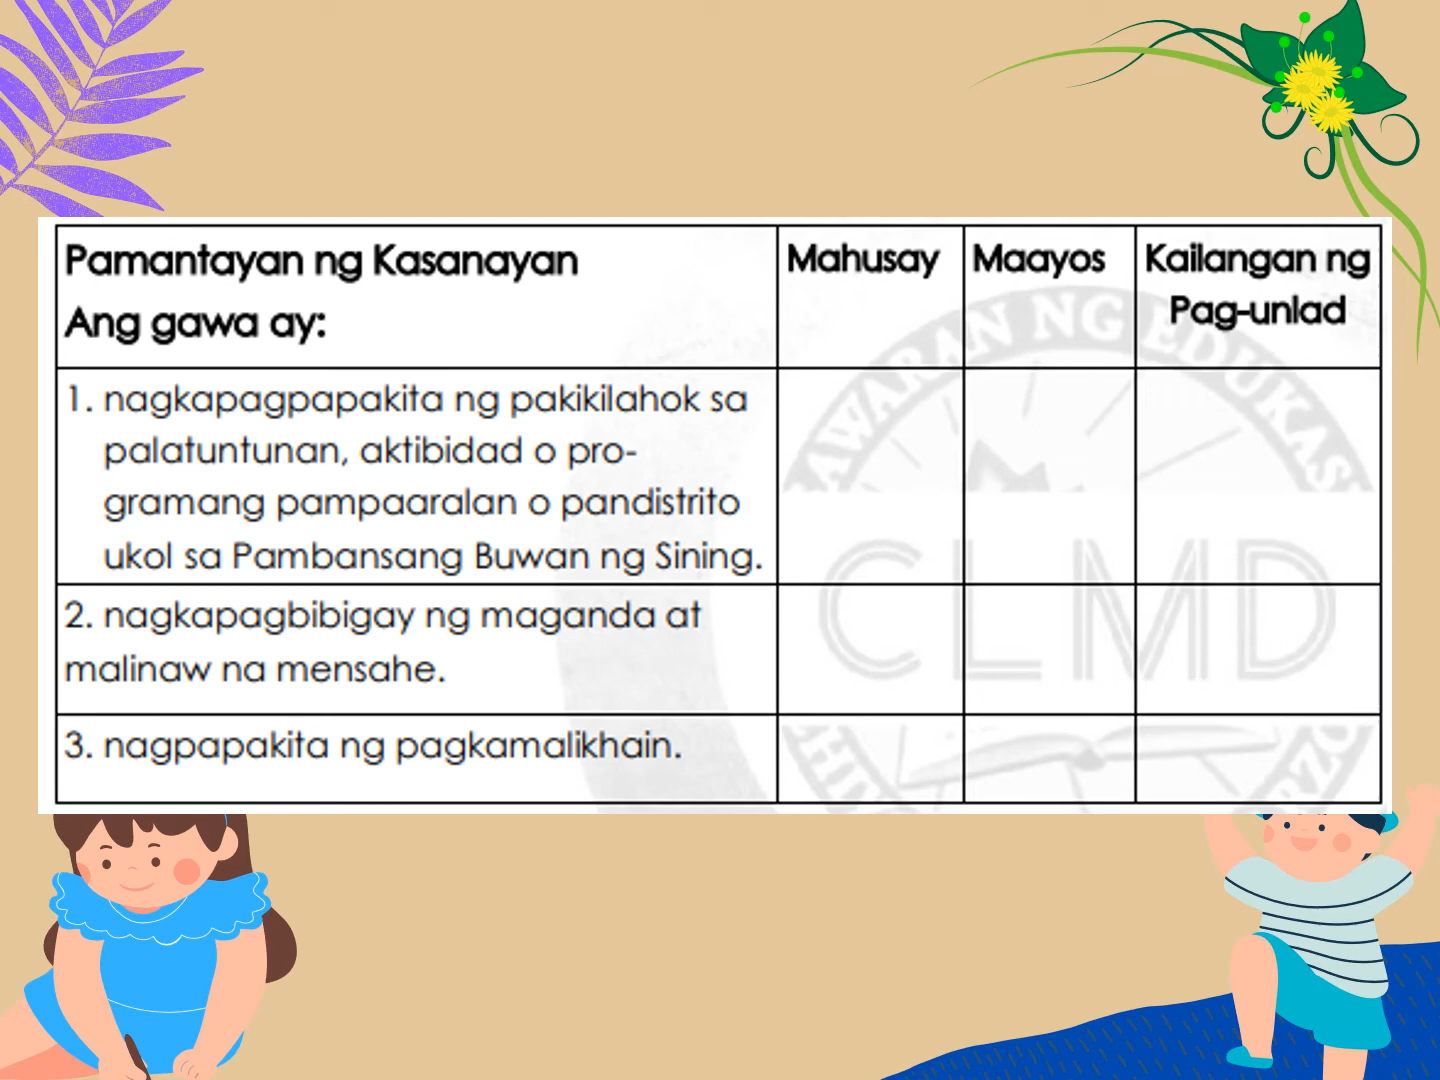 Pamantayan ng Kasanayan
Ang gawa ay:
Mahusay
Maayos
Kailangan ng
Pag-unlad
1. nagkapagpapakita ng pakikilahok sa
palatuntunan, aktibidad o pro-
gramang pampaaralan o pandistrito
ukol sa Pambansang Buwan ng Sining.
2. nagkapagbibigay ng maganda at
malinaw na mensahe.
3. nagpapakita ng pagkamalikhain.
NG EDUKAS
CLMD